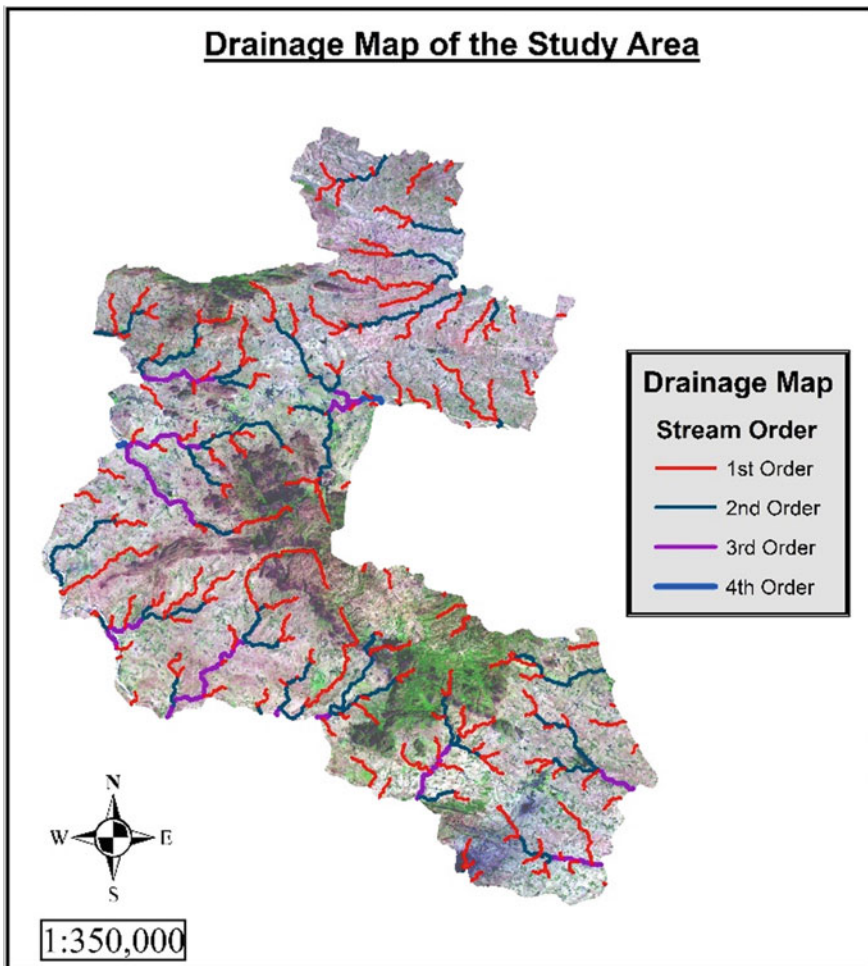 Drainage Map of the Study Area
Drainage Map
Stream Order
1st Order
2nd Order
3rd Order
4th Order
N
W
E
S
1:350,000